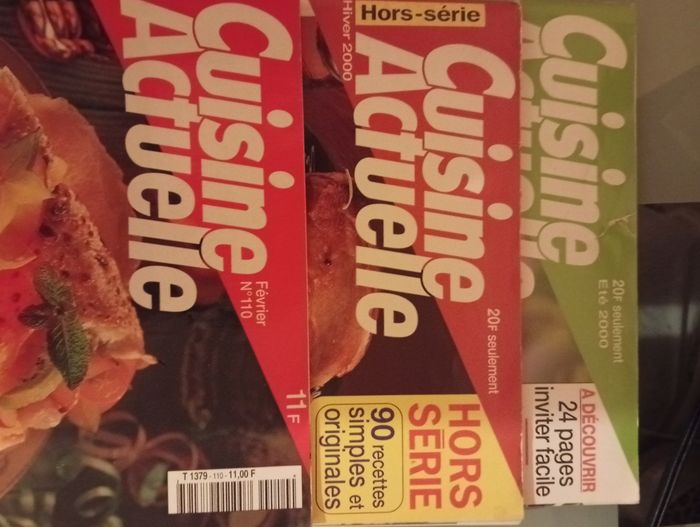 Cuisine
Actuelle
Février
N°110
11F
T 1379 - 110 - 11,00 F
Hors-série
Hiver 2000
Cuisine
Actuelle
20F seulement
HORS
SÉRIE
90 recettes
simples et
originales
Cuisine
20F seulement
Eté 2000
A DÉCOUVRIR
24 pages
inviter facile